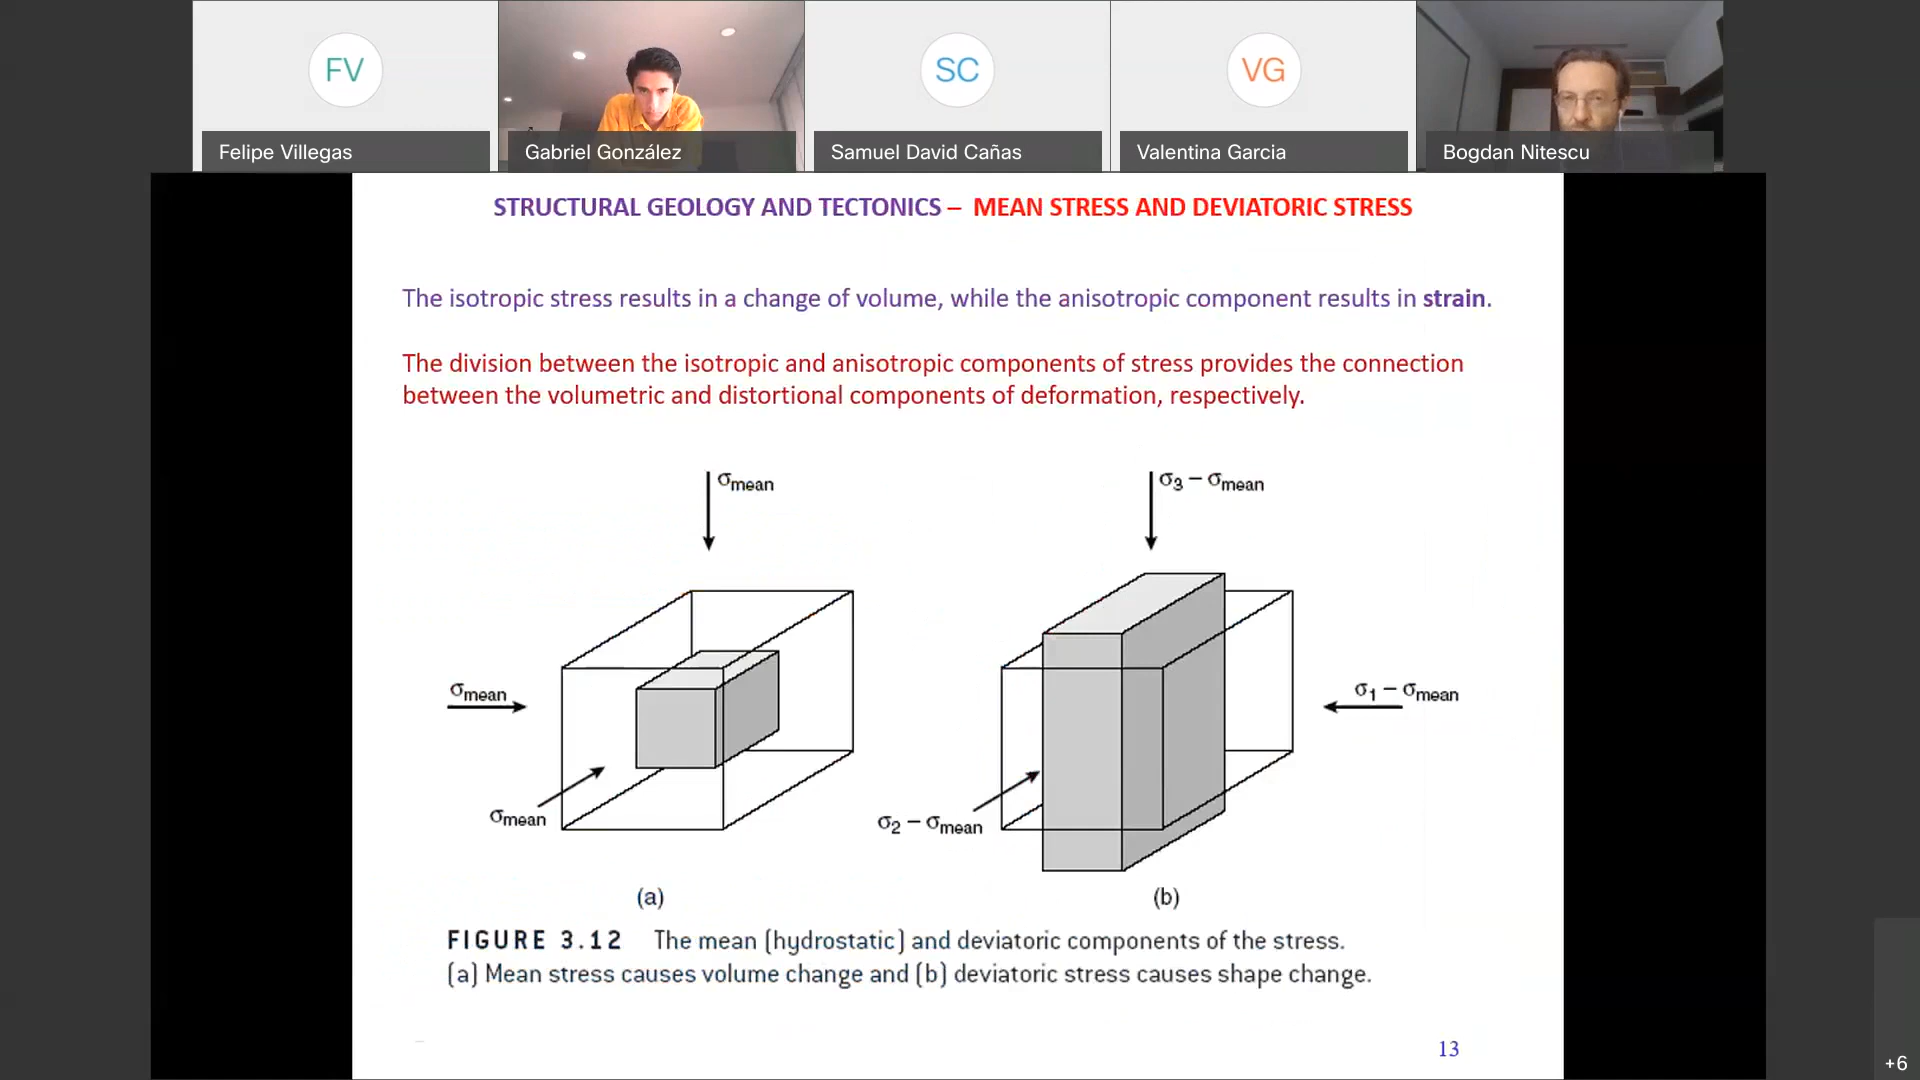 FV
SC
VG
Felipe Villegas
Gabriel González
Samuel David Cañas
Valentina Garcia
Bogdan Nitescu
STRUCTURAL GEOLOGY AND TECTONICS – MEAN STRESS AND DEVIATORIC STRESS
The isotropic stress results in a change of volume, while the anisotropic component results in strain.
The division between the isotropic and anisotropic components of stress provides the connection
between the volumetric and distortional components of deformation, respectively.
σmean
σ3 – σmean
σmean
σ1 – σmean
σmean
σ2 – σmean
(a)
(b)
FIGURE 3.12 The mean (hydrostatic) and deviatoric components of the stress.
(a) Mean stress causes volume change and (b) deviatoric stress causes shape change.
13
+6